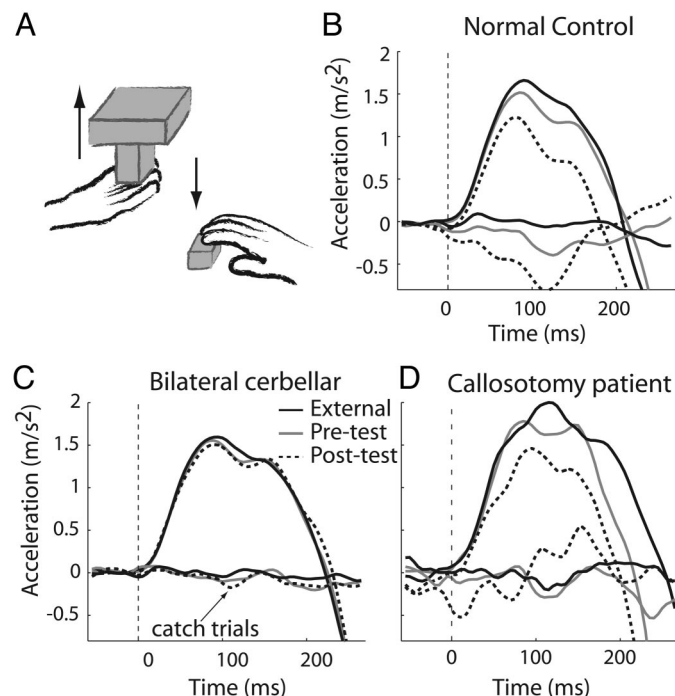 A
B
Normal Control
Acceleration (m/s²)
2
1.5
1
0.5
0
-0.5
0 100 200
Time (ms)
C
Bilateral cerbellar
Acceleration (m/s²)
2
1.5
1
0.5
0
-0.5
External
Pre-test
Post-test
catch trials
0 100 200
Time (ms)
D
Callosotomy patient
0 100 200
Time (ms)